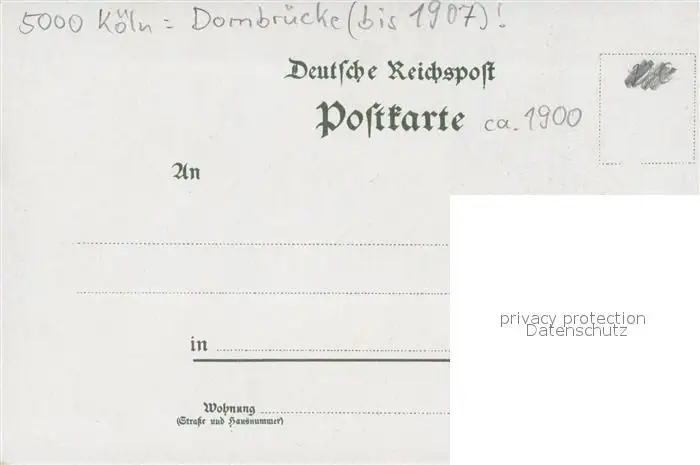 5000 Köln = Dombrücke (bis 1907)!
Deutsche Reichspost
Postkarte ca. 1900
An
privacy protection
Datenschutz
in
Wohnung
(Straße und Hausnummer)